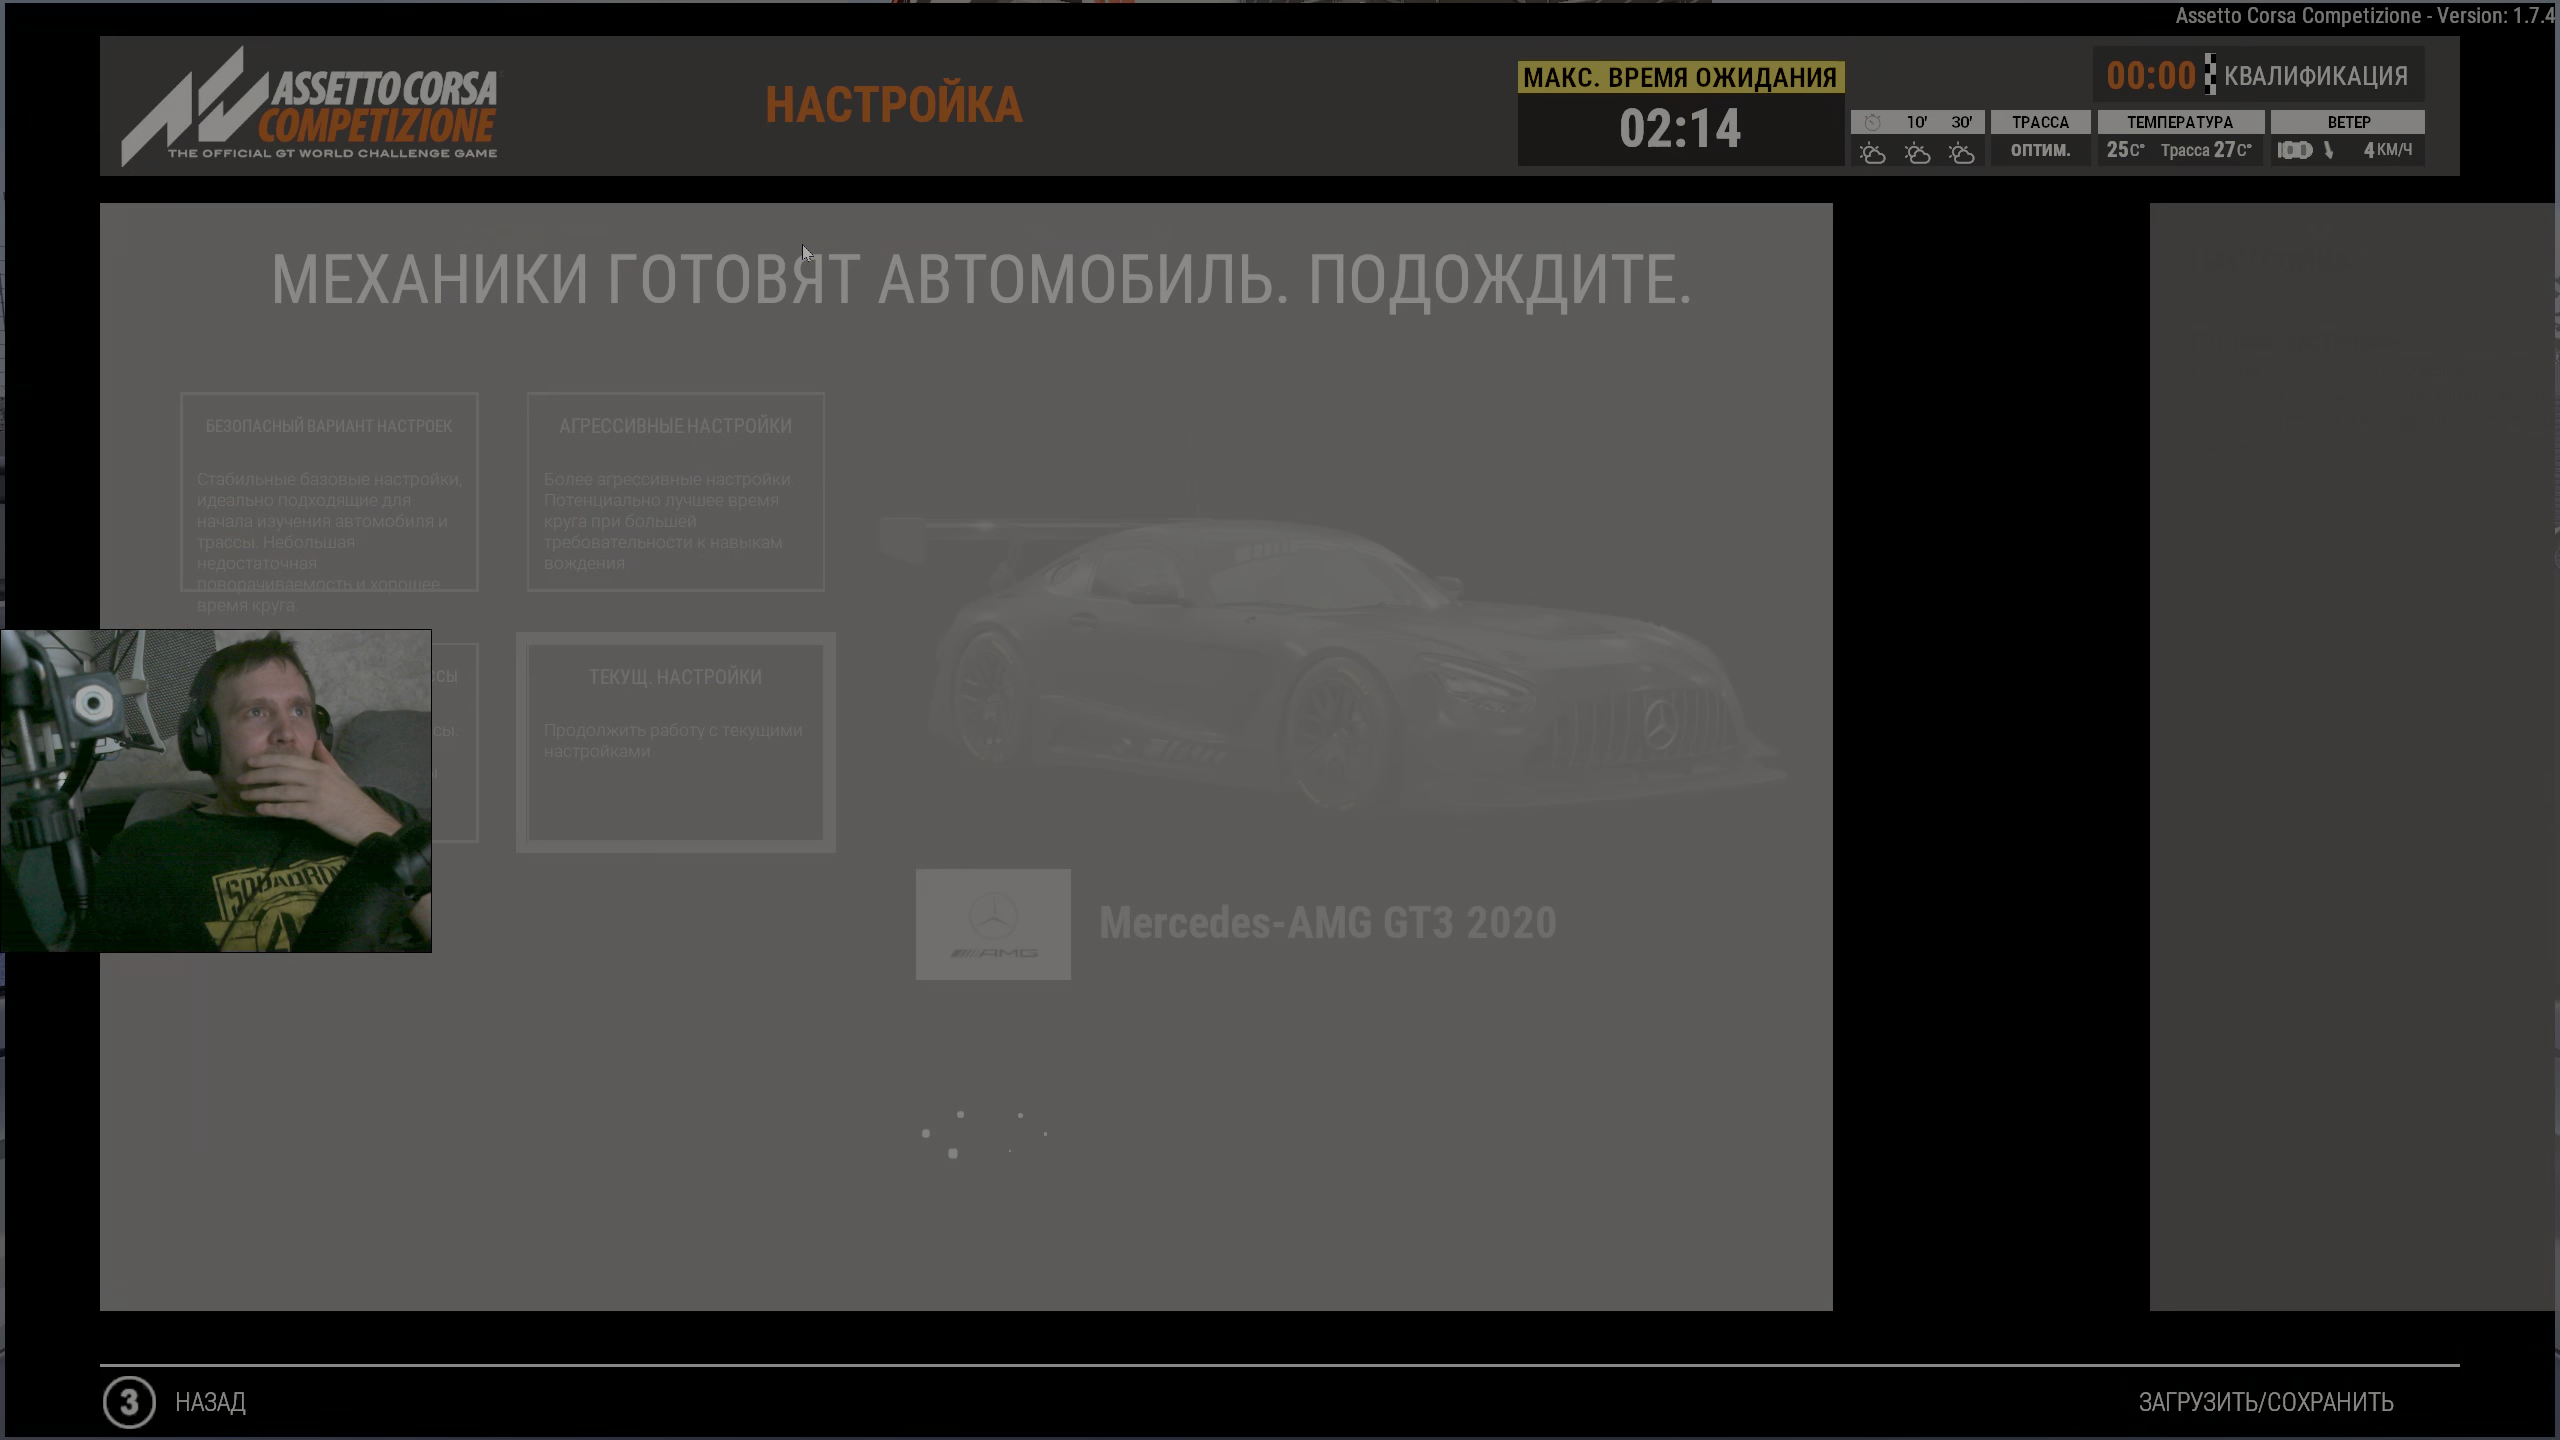 Assetto Corsa Competizione - Version: 1.7.4
ASSETTO CORSA
COMPETIZIONE
THE OFFICIAL GT WORLD CHALLENGE GAME
НАСТРОЙКА
МАКС. ВРЕМЯ ОЖИДАНИЯ
02:14
00:00 КВАЛИФИКАЦИЯ
10' 30'
ТРАССА
ОПТИМ.
ТЕМПЕРАТУРА
25C° Трасса 27C°
ВЕТЕР
4 КМ/Ч
МЕХАНИКИ ГОТОВЯТ АВТОМОБИЛЬ. ПОДОЖДИТЕ.
БЕЗОПАСНЫЙ ВАРИАНТ НАСТРОЕК
Стабильные базовые настройки,
идеально подходящие для
начала изучения автомобиля и
трассы. Небольшая
недостаточная
поворачиваемость и хорошее
время круга.
АГРЕССИВНЫЕ НАСТРОЙКИ
Более агрессивные настройки.
Потенциально лучшее время
круга при большей
требовательности к навыкам
вождения
ТЕКУЩ. НАСТРОЙКИ
Продолжить работу с текущими
настройками
SQUADRON
AMG
Mercedes-AMG GT3 2020
3 НАЗАД
ЗАГРУЗИТЬ/СОХРАНИТЬ